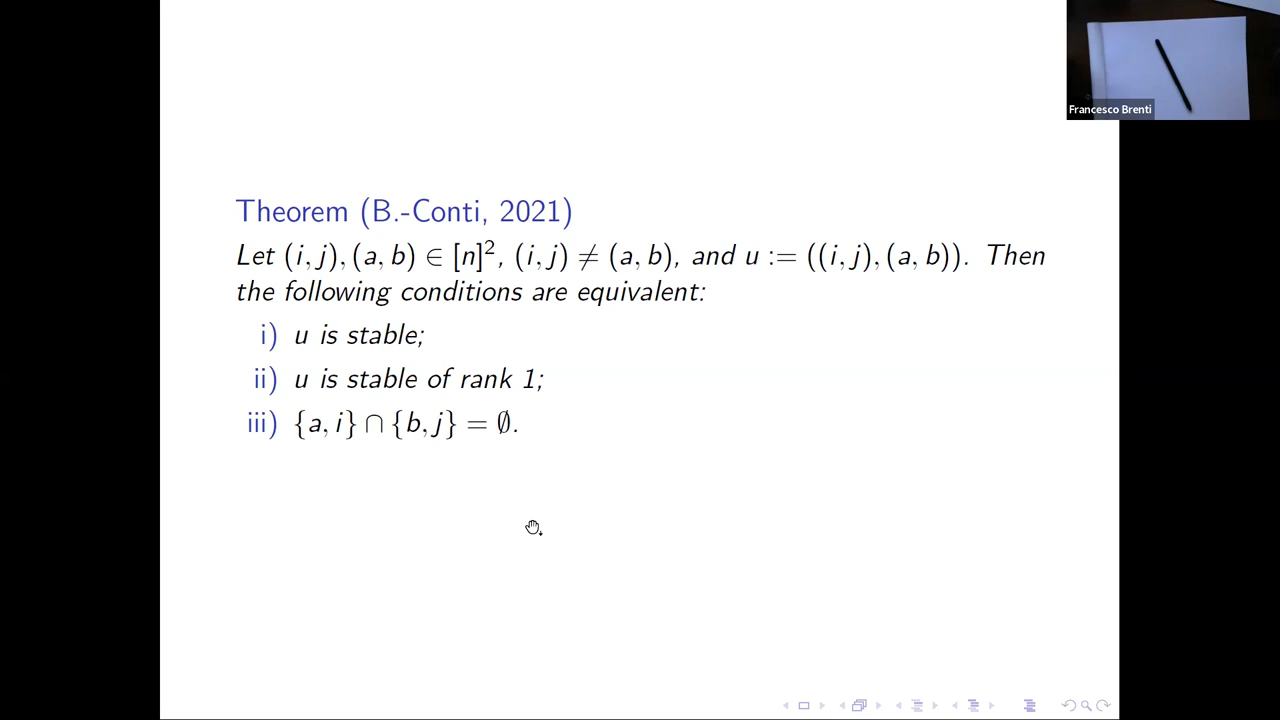 Francesco Brenti
Theorem (B.-Conti, 2021)
Let (i, j), (a, b) ∈ [n]², (i, j) ≠ (a, b), and u := ((i, j), (a, b)). Then
the following conditions are equivalent:
i) u is stable;
ii) u is stable of rank 1;
iii) {a, i} ∩ {b, j} = ∅.